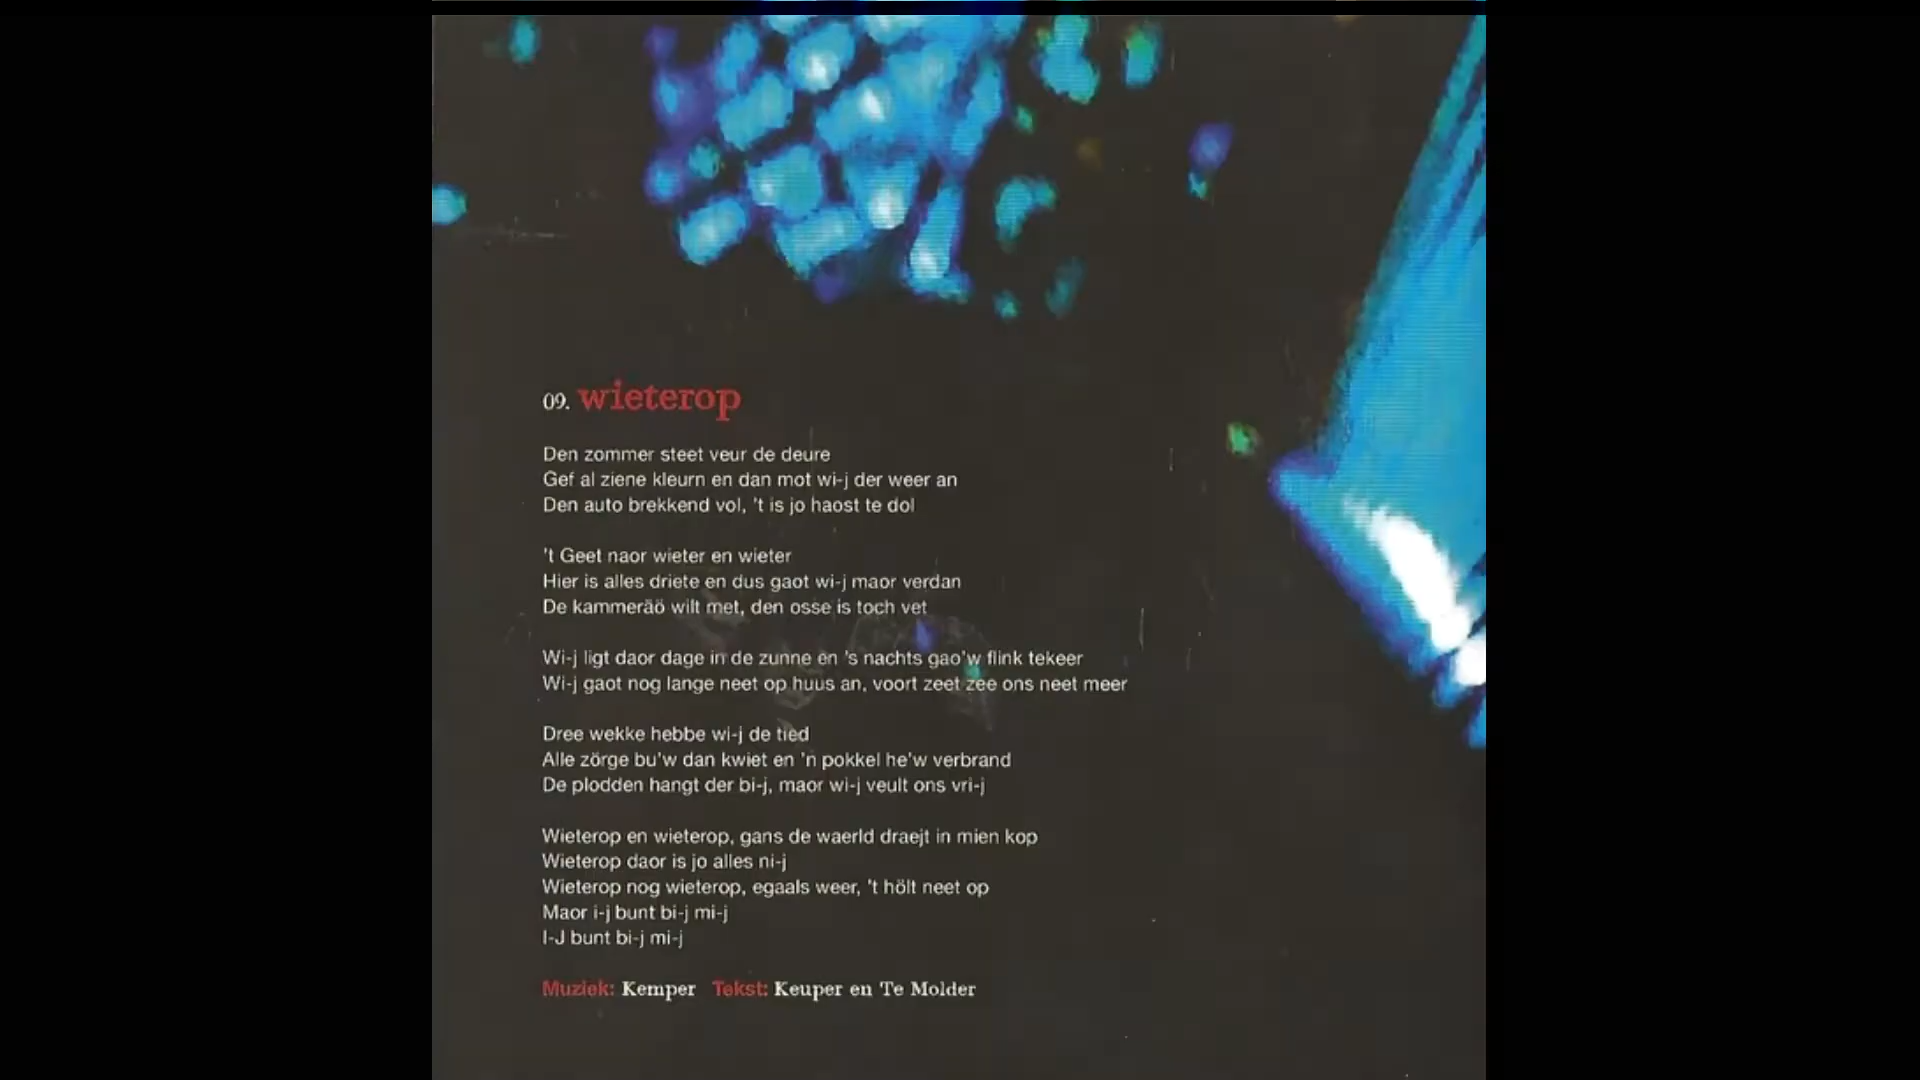 09. wieterop
Den zommer steet veur de deure
Gef al ziene kleurn en dan mot wi-j der weer an
Den auto brekkend vol, 't is jo haost te dol
't Geet naor wieter en wieter
Hier is alles driete en dus gaot wi-j maor verdan
De kammeräö wilt met, den osse is toch vet
Wi-j ligt daor dage in de zunne en 's nachts gao'w flink tekeer
Wi-j gaot nog lange neet op huus an, voort zeet zee ons neet meer
Dree wekke hebbe wi-j de tied
Alle zörge bu'w dan kwiet en 'n pokkel he'w verbrand
De plodden hangt der bi-j, maor wi-j veult ons vri-j
Wieterop en wieterop, gans de waerld draejt in mien kop
Wieterop daor is jo alles ni-j
Wieterop nog wieterop, egaals weer, 't hölt neet op
Maor i-j bunt bi-j mi-j
I-J bunt bi-j mi-j
Muziek: Kemper Tekst: Keuper en Te Molder